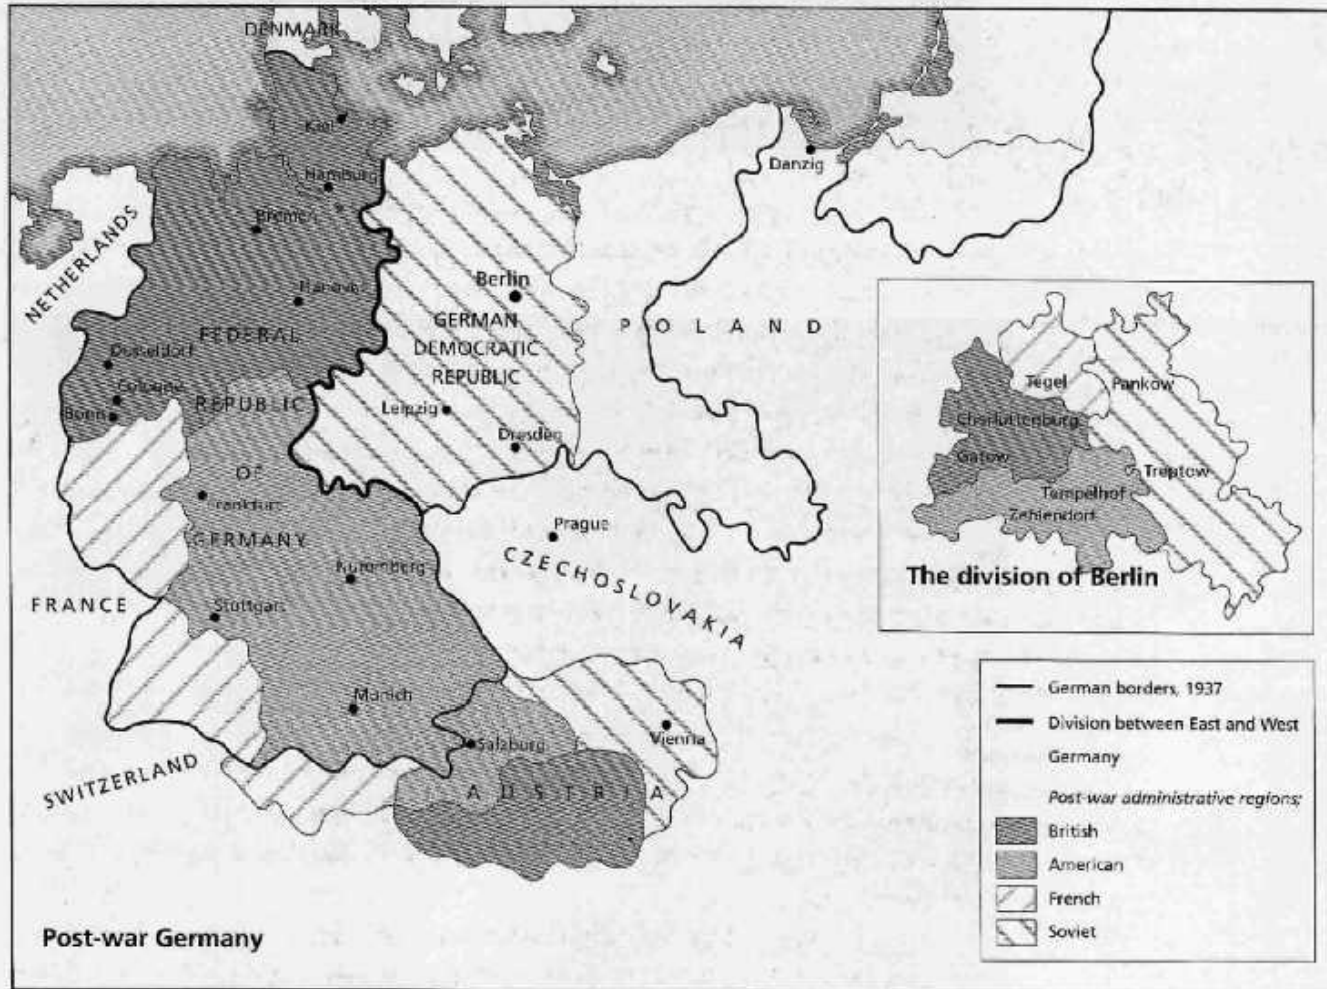 DENMARK
Kiel
Hamburg
Bremen
NETHERLANDS
Hanover
FEDERAL
Düsseldorf
Cologne
REPUBLIC
Bonn
OF
Frankfurt
GERMANY
Nuremberg
FRANCE
Stuttgart
Munich
SWITZERLAND
Salzburg
AUSTRIA
Vienna
Berlin
GERMAN
DEMOCRATIC
REPUBLIC
Leipzig
Dresden
Prague
CZECHOSLOVAKIA
POLAND
Danzig
Tegel
Pankow
Charlottenburg
Gatow
Treptow
Tempelhof
Zehlendorf
The division of Berlin
German borders, 1937
Division between East and West
Germany
Post-war administrative regions:
British
American
French
Soviet
Post-war Germany